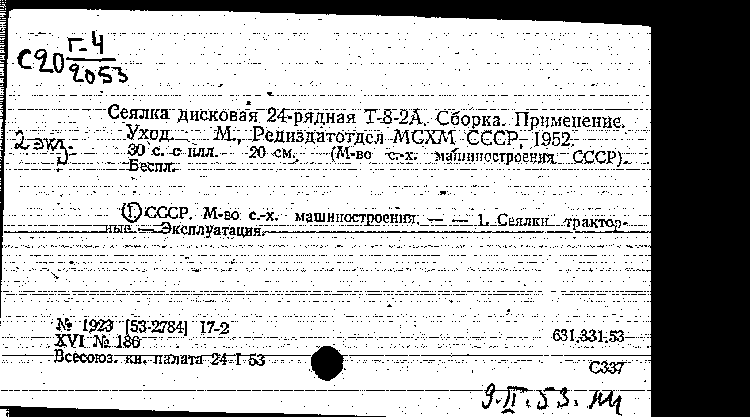 Г-4
С20
2053
Сеялка дисковая 24-рядная Т-8-2А. Сборка. Применение.
2 экз. Уход. М., Редиздатотдел МСХМ СССР, 1952.
30 с. с илл. 20 см. (М-во с.-х. машиностроения СССР).
Беспл.
I. СССР. М-во с.-х. машиностроения. — — 1. Сеялки трактор-
ные — Эксплуатация.
№ 1923 [53-2784] 17-2
XVI № 186
631.331.53
Всесоюз. кн. палата 24 I 53
С337
9.II.53.